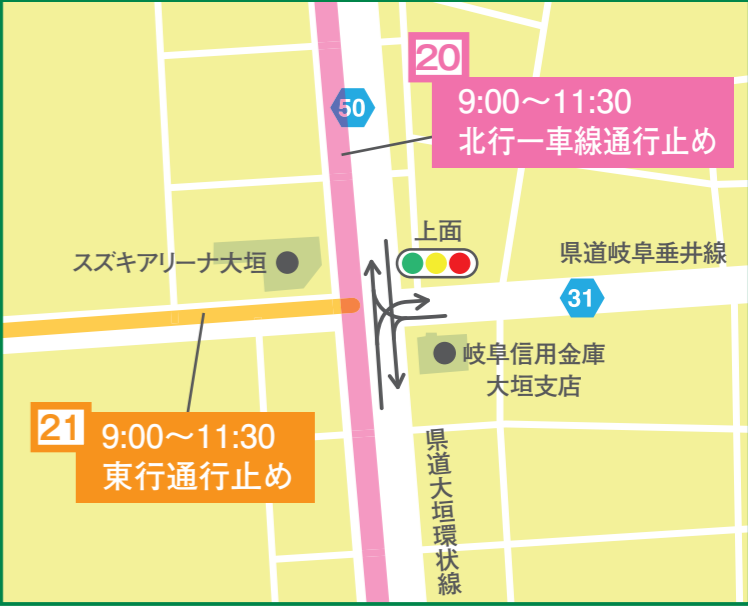 20
9:00～11:30
北行一車線通行止め
50
上面
スズキアリーナ大垣
県道岐阜垂井線
31
岐阜信用金庫
大垣支店
21
9:00～11:30
東行通行止め
県道大垣環状線